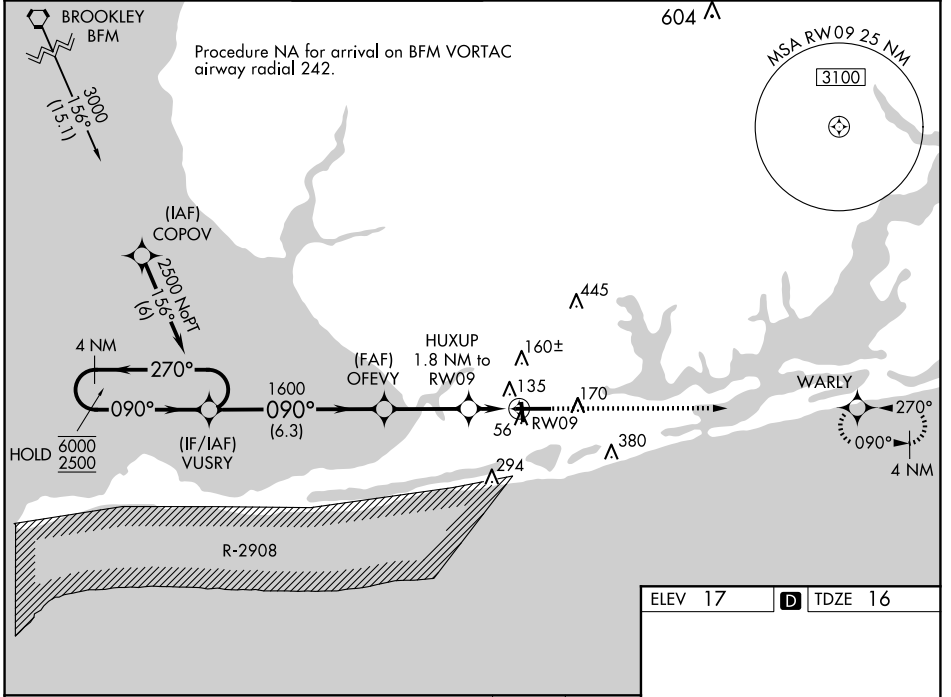 BROOKLEY
BFM
3000
156°
(15.1)
Procedure NA for arrival on BFM VORTAC
airway radial 242.
604
MSA RW09 25 NM
3100
(IAF)
COPOV
2500 NoPT
156°
(6)
445
4 NM
270°
090°
HOLD
6000
2500
(IF/IAF)
VUSRY
1600
090°
(6.3)
(FAF)
OFEVY
HUXUP
1.8 NM to
RW09
160±
135
170
56
RW09
380
294
WARLY
270°
090°
4 NM
R-2908
ELEV 17
D
TDZE 16